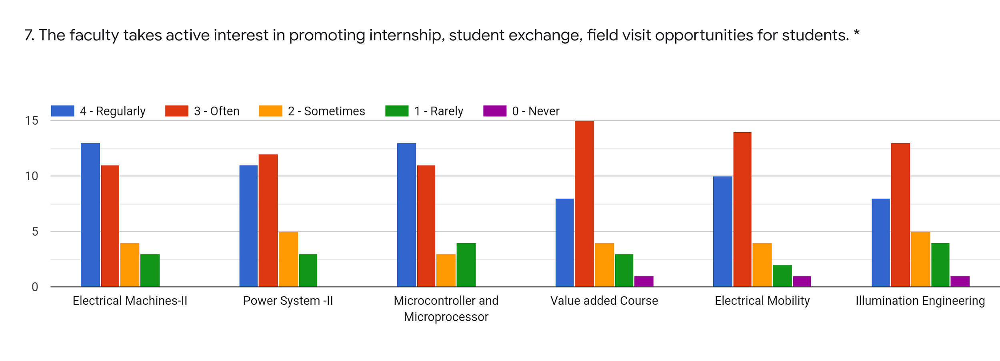 7. The faculty takes active interest in promoting internship, student exchange, field visit opportunities for students. *
4 - Regularly 3 - Often 2 - Sometimes 1 - Rarely 0 - Never
15
10
5
0
Electrical Machines-II Power System -II Microcontroller and Value added Course Electrical Mobility Illumination Engineering
Microprocessor